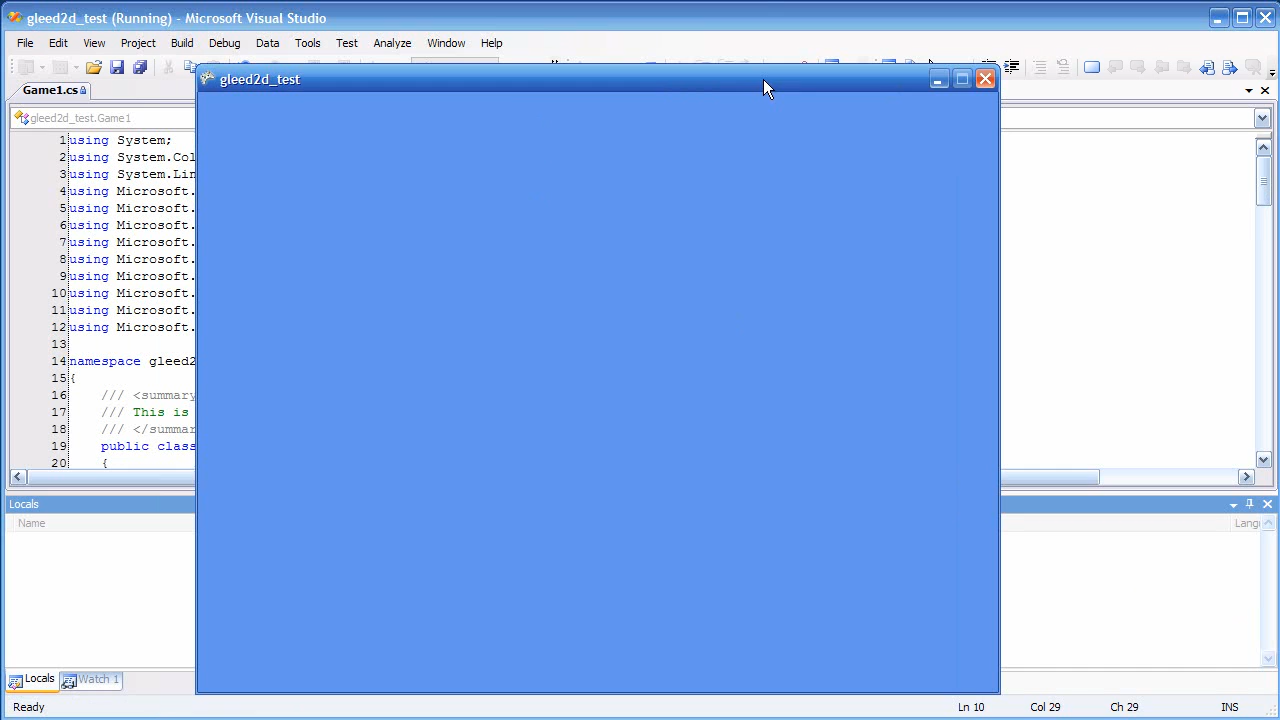 gleed2d_test (Running) - Microsoft Visual Studio
File Edit View Project Build Debug Data Tools Test Analyze Window Help
gleed2d_test
Game1.cs
gleed2d_test.Game1
1 using System;
2 using System.Col
3 using System.Lin
4 using Microsoft.
5 using Microsoft.
6 using Microsoft.
7 using Microsoft.
8 using Microsoft.
9 using Microsoft.
10 using Microsoft.
11 using Microsoft.
12 using Microsoft.
13
14 namespace gleed2
15 {
16 /// <summary
17 /// This is
18 /// </summar
19 public class
20 {
Locals
Name Lang
Locals Watch 1
Ready Ln 10 Col 29 Ch 29 INS